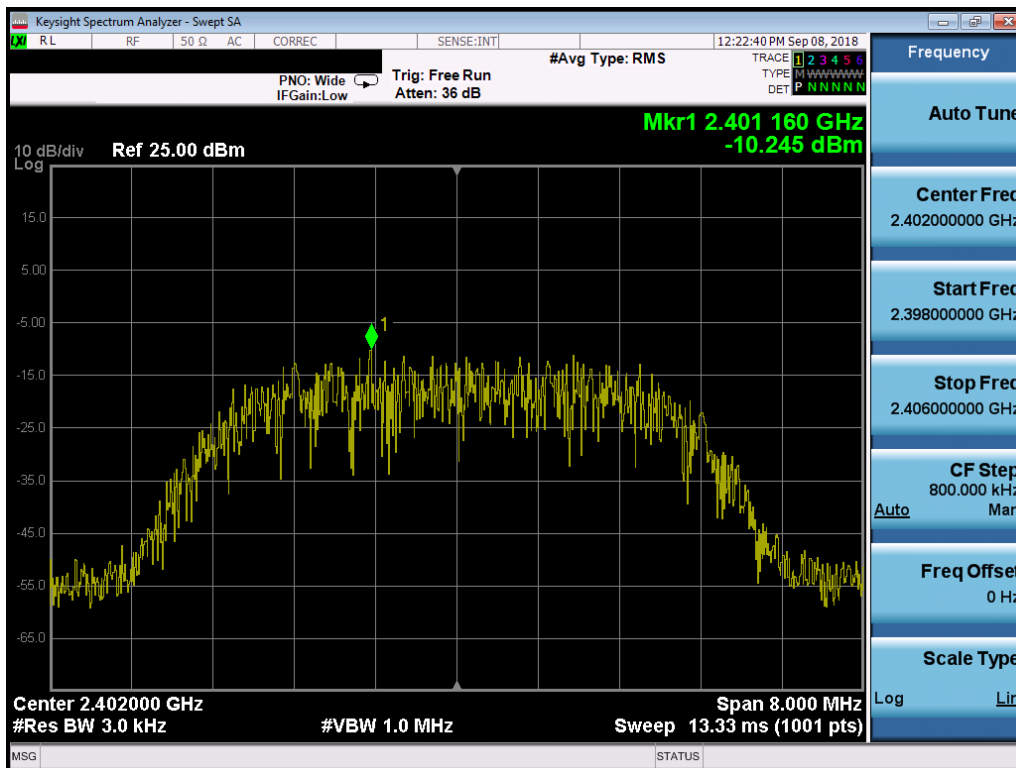 Keysight Spectrum Analyzer - Swept SA
LXI RL RF 50 Ω AC CORREC SENSE:INT 12:22:40 PM Sep 08, 2018
#Avg Type: RMS
TRACE 1 2 3 4 5 6
PNO: Wide Trig: Free Run
TYPE M W W W W W
IFGain:Low Atten: 36 dB
DET P N N N N N
Mkr1 2.401 160 GHz
-10.245 dBm
10 dB/div Ref 25.00 dBm
Log
15.0
5.00
-5.00
1
-15.0
-25.0
-35.0
-45.0
-55.0
-65.0
Center 2.402000 GHz Span 8.000 MHz
#Res BW 3.0 kHz #VBW 1.0 MHz Sweep 13.33 ms (1001 pts)
MSG STATUS
Frequency
Auto Tune
Center Freq
2.402000000 GHz
Start Freq
2.398000000 GHz
Stop Freq
2.406000000 GHz
CF Step
800.000 kHz
Auto Man
Freq Offset
0 Hz
Scale Type
Log Lin